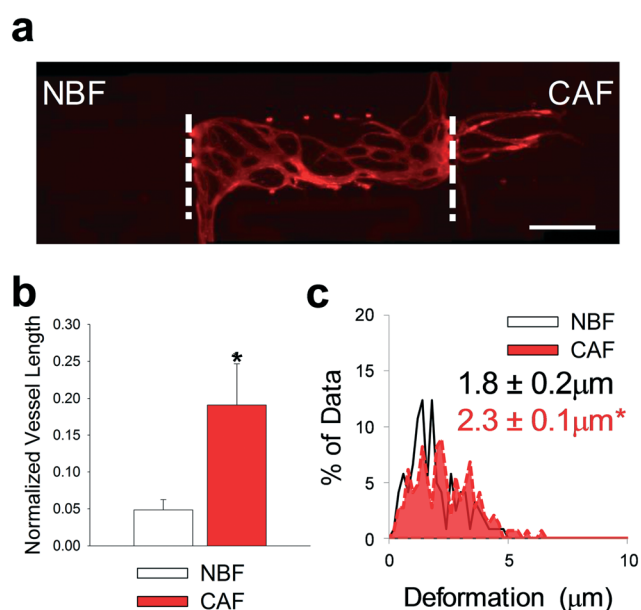 a
NBF CAF
b
Normalized Vessel Length
0.30
0.25
0.20
0.15
0.10
0.05
0.00
*
NBF
CAF
c
% of Data
20
15
10
5
0
NBF
CAF
1.8 ± 0.2μm
2.3 ± 0.1μm*
0 5 10
Deformation (μm)